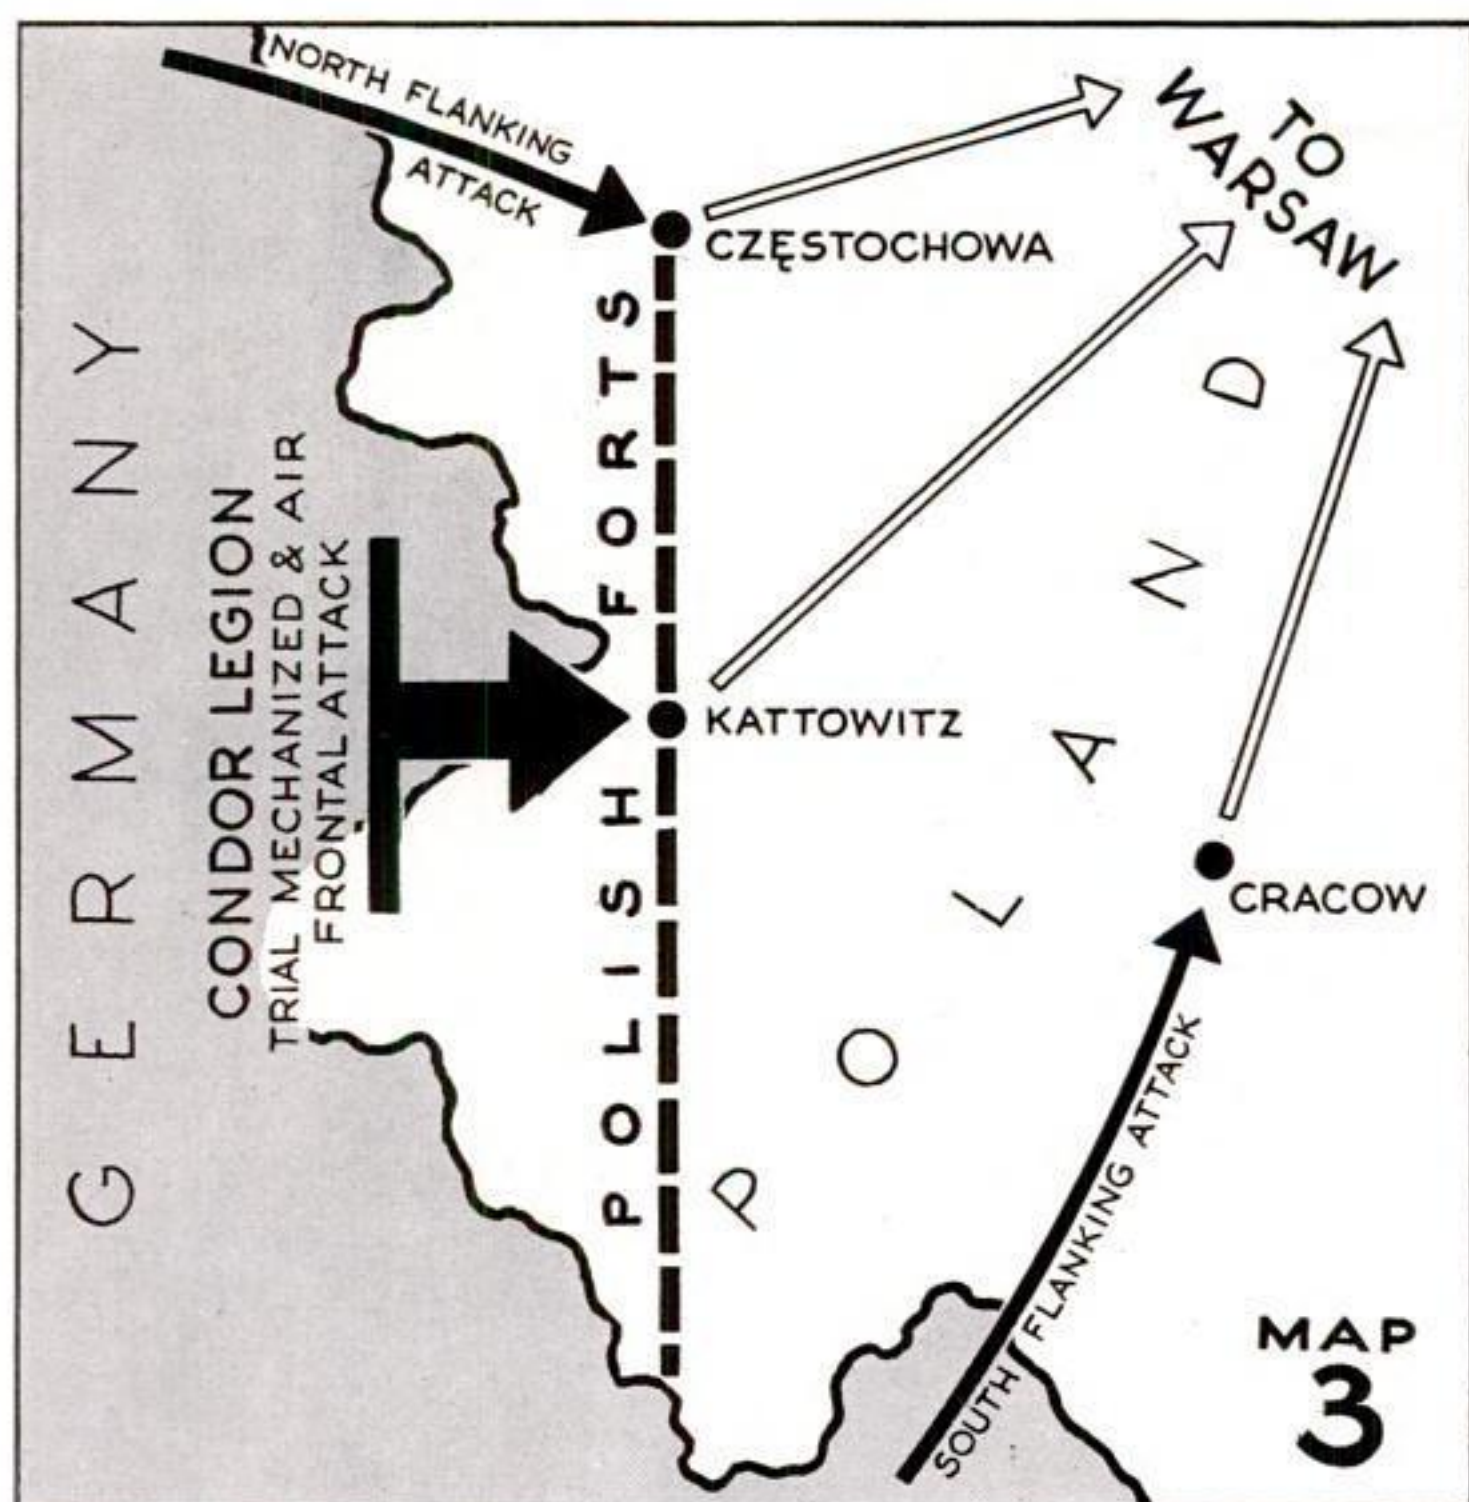 NORTH FLANKING
ATTACK
TO
WARSAW
CZĘSTOCHOWA
GERMANY
CONDOR LEGION
TRIAL MECHANIZED & AIR
FRONTAL ATTACK
POLISH FORTS
KATTOWITZ
POLAND
CRACOW
SOUTH FLANKING ATTACK
MAP
3